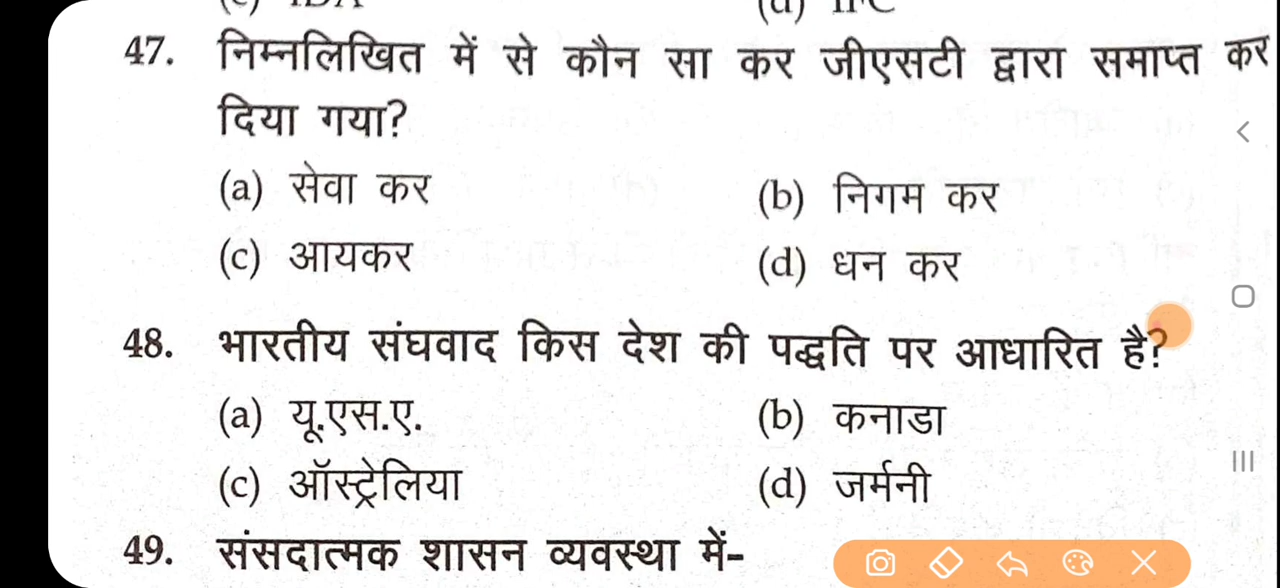 47. निम्नलिखित में से कौन सा कर जीएसटी द्वारा समाप्त कर
दिया गया?
(a) सेवा कर (b) निगम कर
(c) आयकर (d) धन कर
48. भारतीय संघवाद किस देश की पद्धति पर आधारित है?
(a) यू.एस.ए. (b) कनाडा
(c) ऑस्ट्रेलिया (d) जर्मनी
49. संसदात्मक शासन व्यवस्था में-